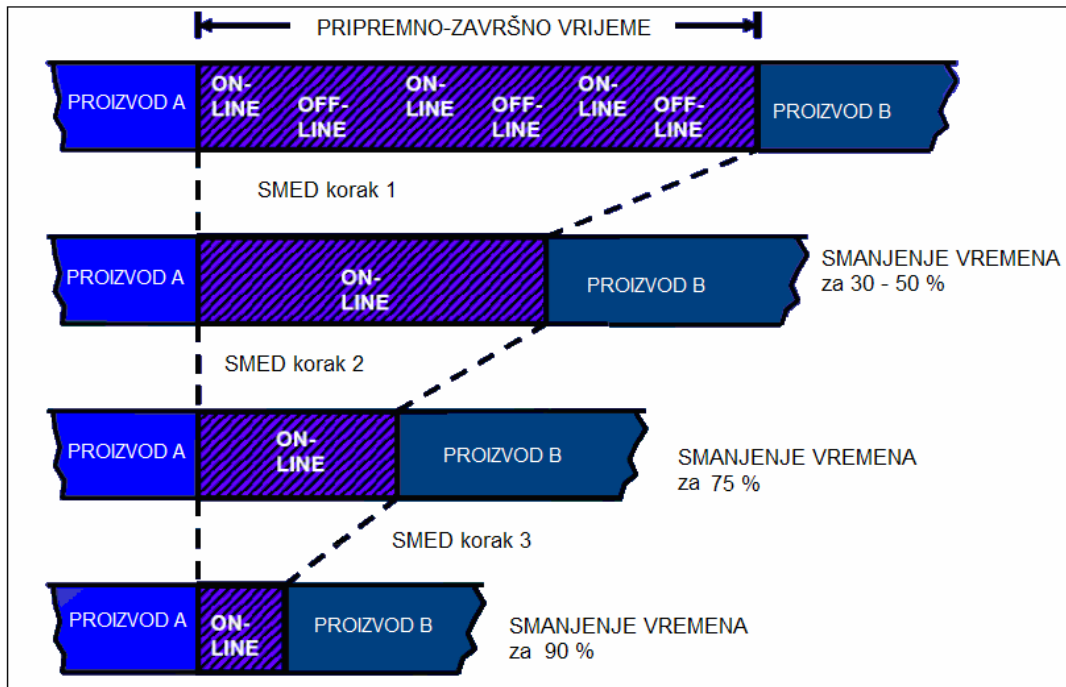 PRIPREMNO-ZAVRŠNO VRIJEME
PROIZVOD A
ON-
LINE
OFF-
LINE
ON-
LINE
OFF-
LINE
ON-
LINE
OFF-
LINE
PROIZVOD B
SMED korak 1
PROIZVOD A
ON-
LINE
PROIZVOD B
SMANJENJE VREMENA
za 30 - 50 %
SMED korak 2
PROIZVOD A
ON-
LINE
PROIZVOD B
SMANJENJE VREMENA
za 75 %
SMED korak 3
PROIZVOD A
ON-
LINE
PROIZVOD B
SMANJENJE VREMENA
za 90 %